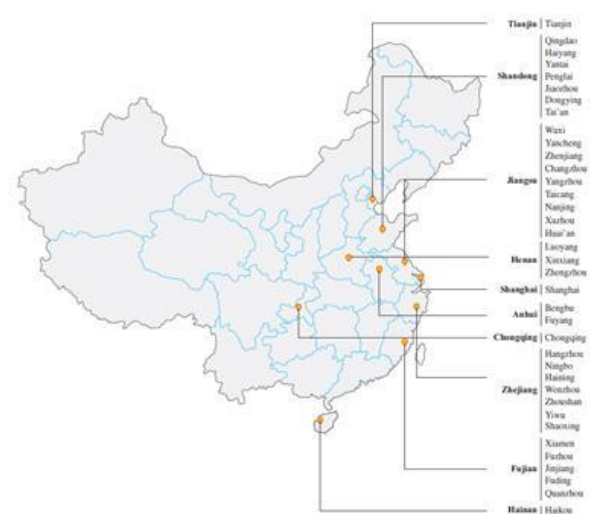 Tianjin Tianjin
Shandong
Qingdao
Haiyang
Yantai
Penglai
Jiaozhou
Dongying
Tai'an
Jiangsu
Wuxi
Yancheng
Zhenjiang
Changzhou
Yangzhou
Taicang
Nanjing
Xuzhou
Huai'an
Henan
Luoyang
Xinxiang
Zhengzhou
Shanghai Shanghai
Anhui
Bengbu
Fuyang
Chongqing Chongqing
Zhejiang
Hangzhou
Ningbo
Haining
Wenzhou
Zhoushan
Yiwu
Shaoxing
Fujian
Xiamen
Fuzhou
Jinjiang
Fuding
Quanzhou
Hainan Haikou